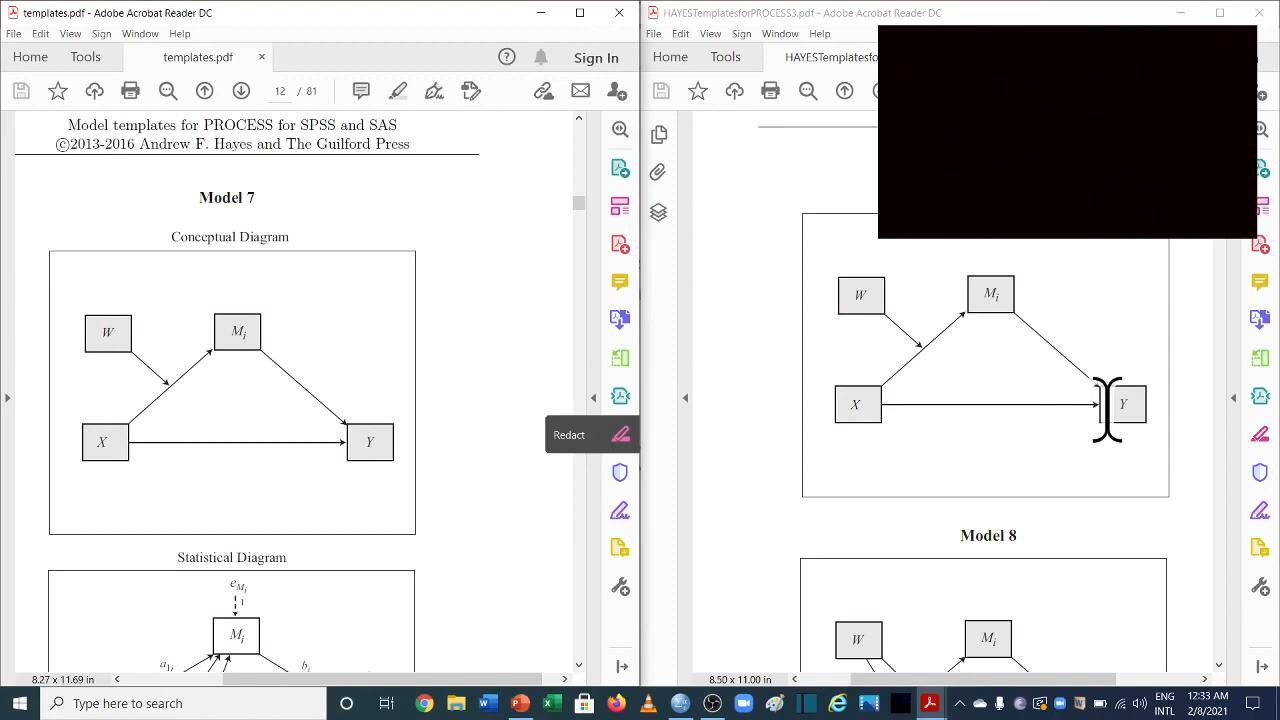 templates.pdf - Adobe Acrobat Reader DC
File Edit View Sign Window Help
Home Tools templates.pdf × Sign In
12 / 81
Model templates for PROCESS for SPSS and SAS
©2013-2016 Andrew F. Hayes and The Guilford Press
Model 7
Conceptual Diagram
W
Mi
X
Y
Statistical Diagram
eMi
1
Mi
a1i
bi
Redact
8.27 x 11.69 in
HAYESTemplatesforPROCESS3.pdf - Adobe Acrobat Reader DC
File Edit View Sign Window Help
Home Tools HAYESTemplatesfo
W
Mi
X
Y
Model 8
W
Mi
8.50 x 11.00 in
Type here to search
ENG
INTL
12:33 AM
2/8/2021